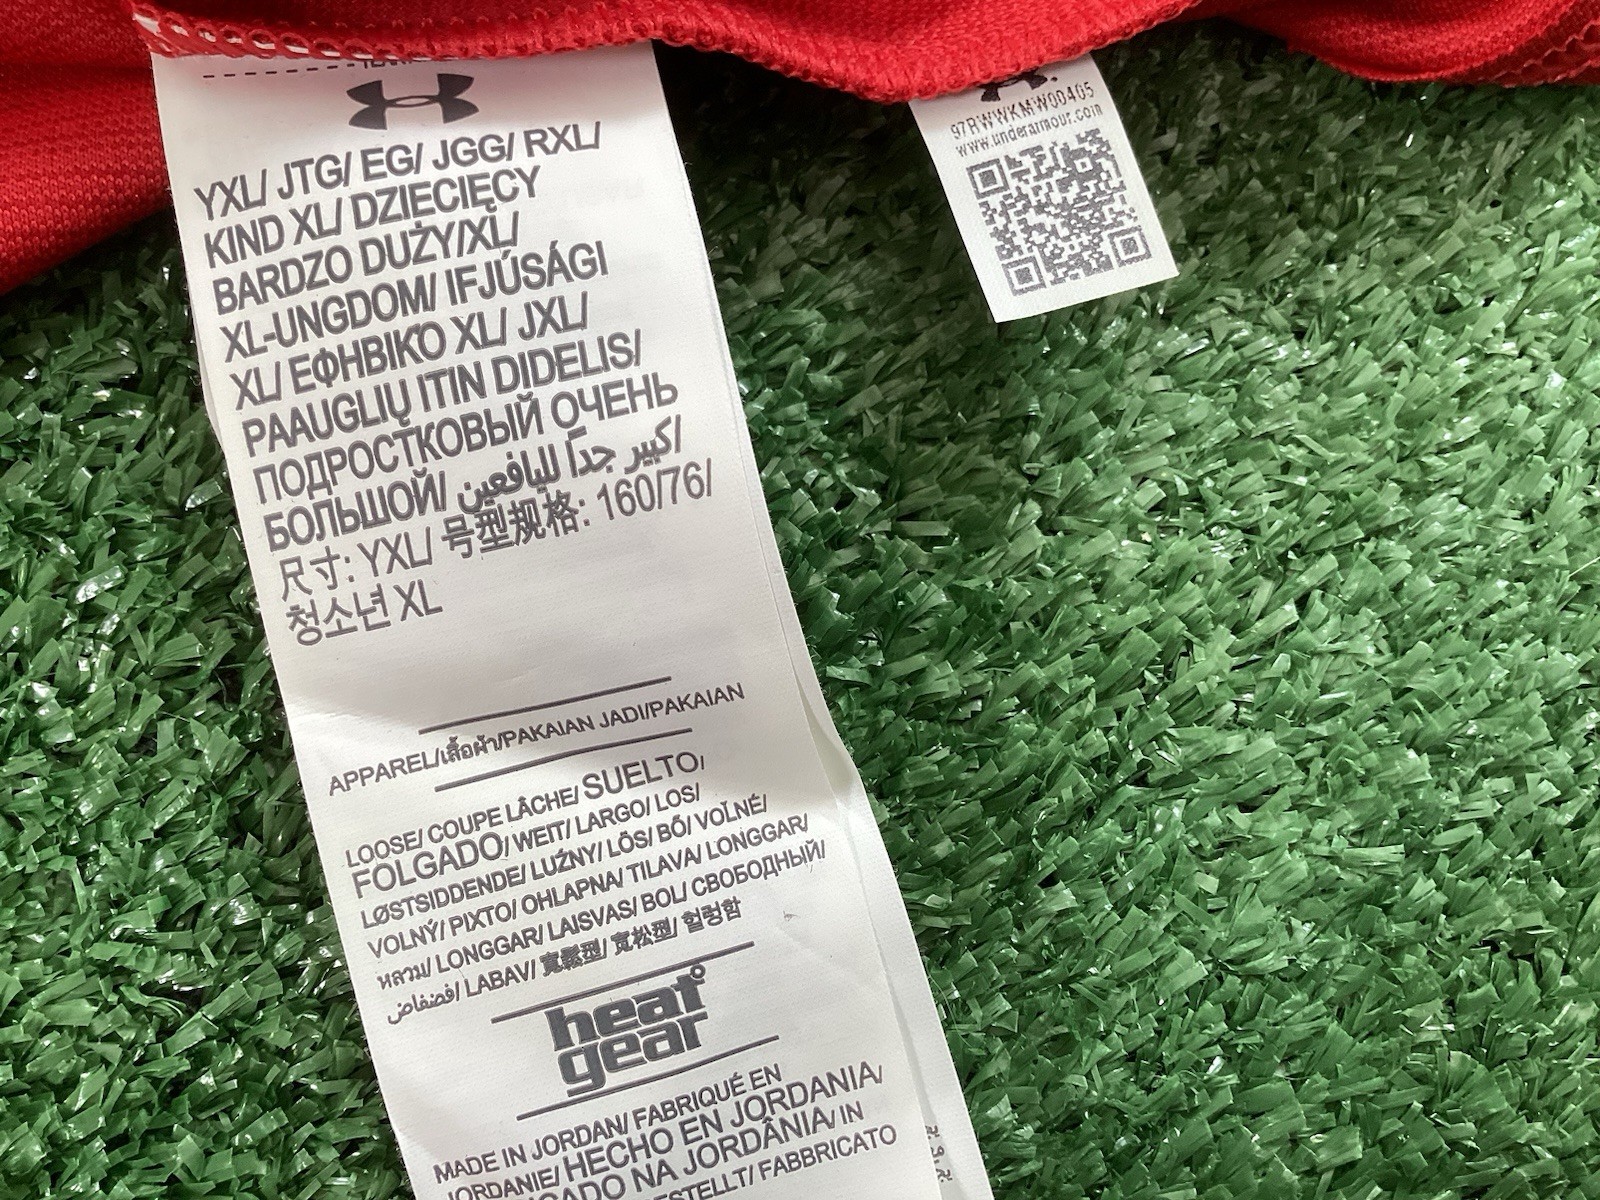 YXL/ JTG/ EG/ JGG/ RXL/
KIND XL/ DZIECIĘCY
BARDZO DUŻY/XL/
XL-UNGDOM/ IFJÚSÁGI
XL/ ΕΦΗΒΙΚΌ XL/ JXL/
PAAUGLIŲ ITIN DIDELIS/
ПОДРОСТКОВЫЙ ОЧЕНЬ
БОЛЬШОЙ/ كبير جداً لليافعين/
尺寸: YXL/ 号型规格: 160/76/
청소년 XL
APPAREL/เสื้อผ้า/PAKAIAN JADI/PAKAIAN
LOOSE/ COUPE LÂCHE/ SUELTO/
FOLGADO/ WEIT/ LARGO/ LOS/
LØSTSIDDENDE/ LUŹNY/ LÖS/ BŐ/ VOĽNÉ/
VOLNÝ/ PIXTO/ OHLAPNA/ TILAVA/ LONGGAR/
หลวม/ LONGGAR/ LAISVAS/ BOL/ СВОБОДНЫЙ/
فضفاض/ LABAV/ 寬鬆型/ 宽松型/ 헐렁함
heat
gear
MADE IN JORDAN/ FABRIQUÉ EN
JORDANIE/ HECHO EN JORDANIA/
NA JORDÂNIA/ IN
FABBRICATO
97RWWKMW00405
www.underarmour.com